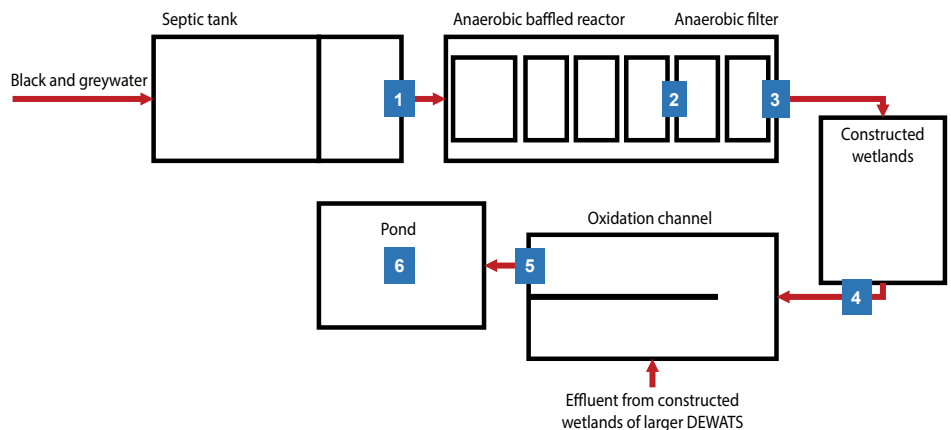 Septic tank
Anaerobic baffled reactor
Anaerobic filter
Black and greywater
1
2
3
Constructed
wetlands
Oxidation channel
Pond
6
5
4
Effluent from constructed
wetlands of larger DEWATS